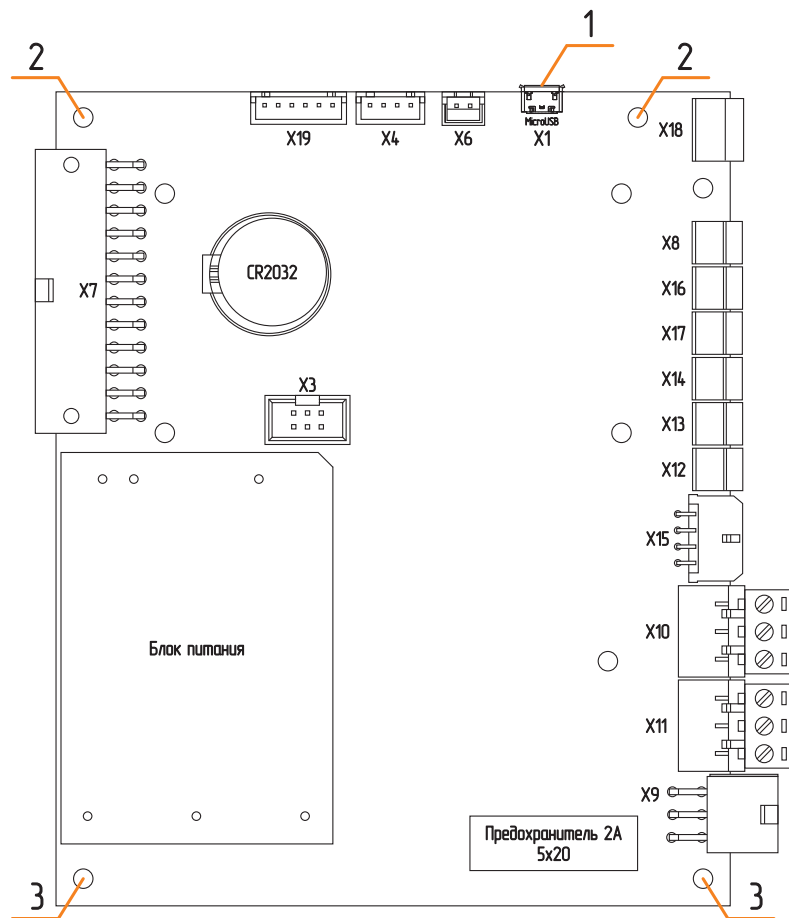 1
2
2
X19
X4
X6
MicroUSB
X1
X18
X8
X7
CR2032
X16
X17
X3
X14
X13
X12
X15
X10
Блок питания
X11
X9
Предохранитель 2А
5x20
3
3